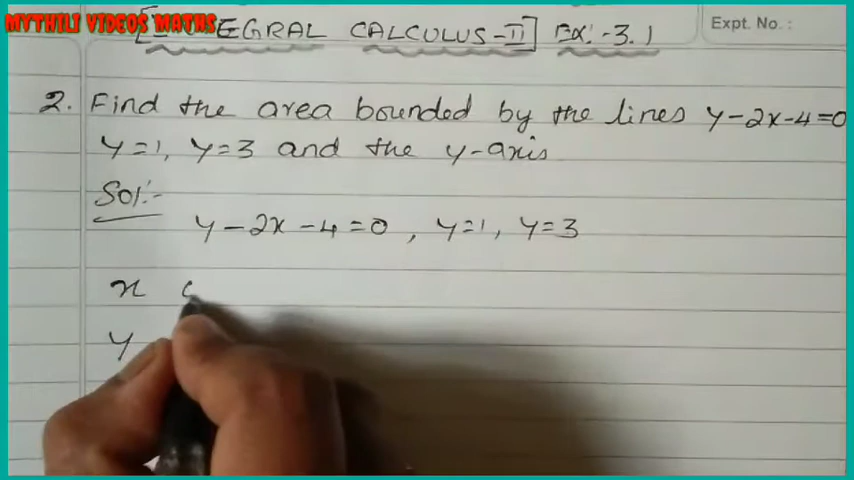 MYTHILI VIDEOS MATHS
EGRAL CALCULUS-II] EX:-3.1
Expt. No. :
2. Find the area bounded by the lines y-2x-4=0
y=1, y=3 and the y-axis
Sol:-
y-2x-4=0, y=1, y=3
x
y